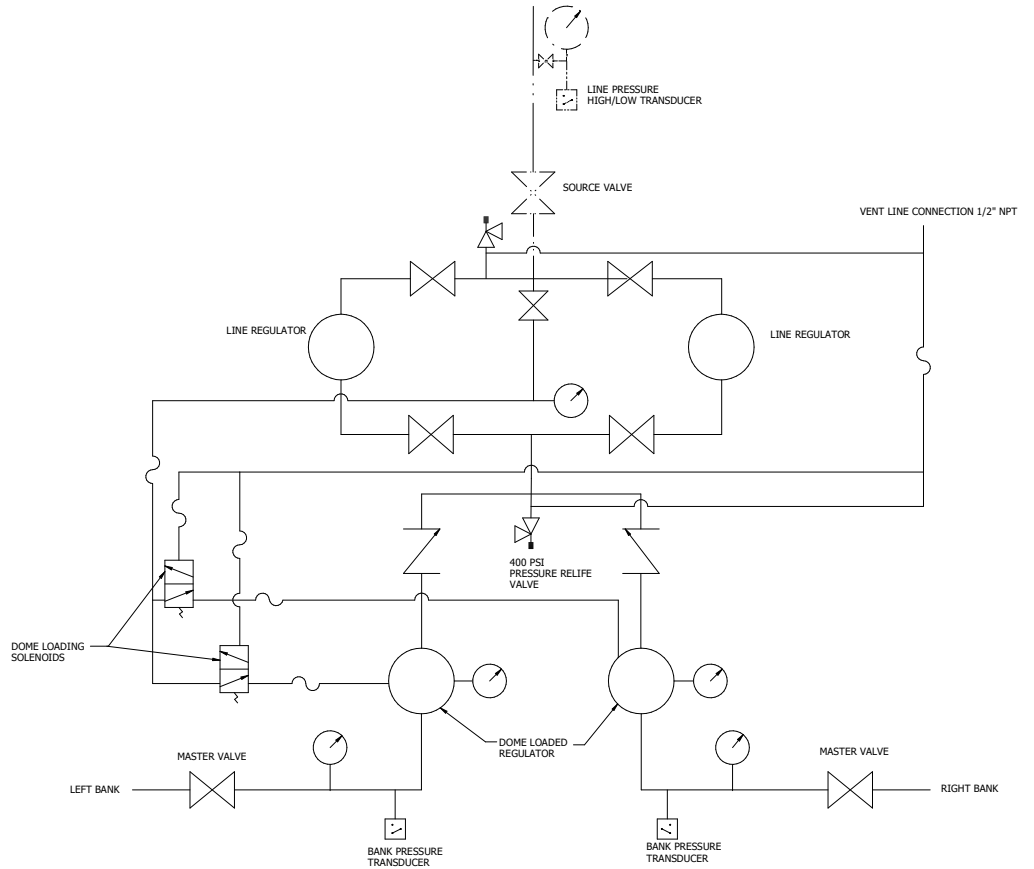 LINE PRESSURE
HIGH/LOW TRANSDUCER
SOURCE VALVE
VENT LINE CONNECTION 1/2" NPT
LINE REGULATOR
LINE REGULATOR
400 PSI
PRESSURE RELIFE
VALVE
DOME LOADING
SOLENOIDS
DOME LOADED
REGULATOR
MASTER VALVE
MASTER VALVE
LEFT BANK
RIGHT BANK
BANK PRESSURE
TRANSDUCER
BANK PRESSURE
TRANSDUCER